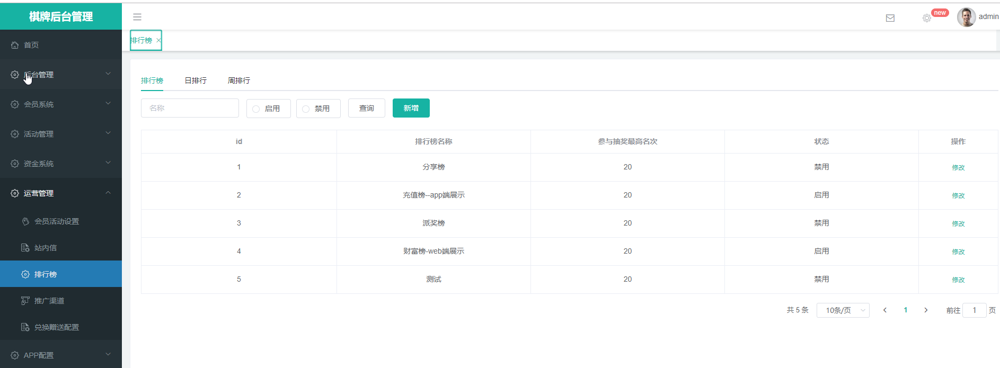 棋牌后台管理
new
admin
首页
后台管理
会员系统
活动管理
资金系统
运营管理
会员活动设置
站内信
排行榜
推广渠道
兑换赠送配置
APP配置
排行榜 ×
排行榜 日排行 周排行
名称 启用 禁用 查询 新增
id 排行榜名称 参与抽奖最高名次 状态 操作
1 分享榜 20 禁用 修改
2 充值榜--app端展示 20 启用 修改
3 派奖榜 20 禁用 修改
4 财富榜-web端展示 20 启用 修改
5 测试 20 禁用 修改
共 5 条 10条/页 1 前往 1 页